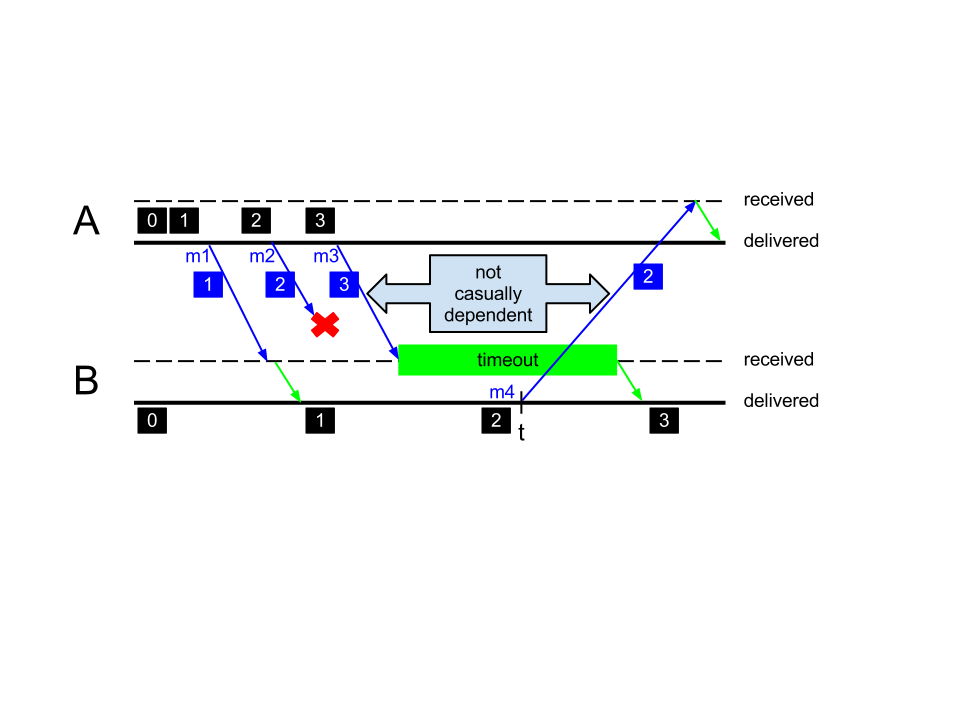 received
A
0 1 2 3
delivered
m1 m2 m3
1 2 3
not
casually
dependent
2
timeout
received
B
m4
delivered
0 1 2 3
t